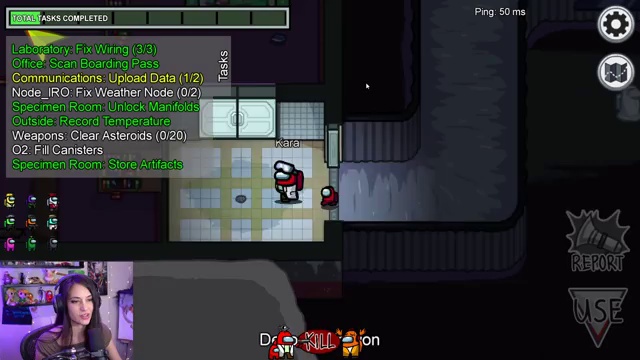 TOTAL TASKS COMPLETED
Ping: 50 ms
Laboratory: Fix Wiring (3/3)
Office: Scan Boarding Pass
Communications: Upload Data (1/2)
Node_IRO: Fix Weather Node (0/2)
Specimen Room: Unlock Manifolds
Outside: Record Temperature
Weapons: Clear Asteroids (0/20)
O2: Fill Canisters
Specimen Room: Store Artifacts
Tasks
Kara
REPORT
USE
KILL